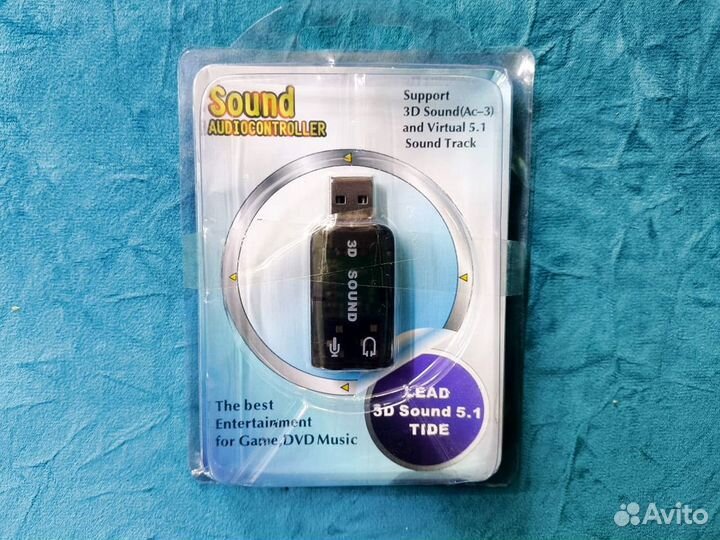 Sound
AUDIOCONTROLLER
Support
3D Sound(Ac-3)
and Virtual 5.1
Sound Track
3D SOUND
The best
Entertainment
for Game,DVD Music
LEAD
3D Sound 5.1
TIDE
Avito